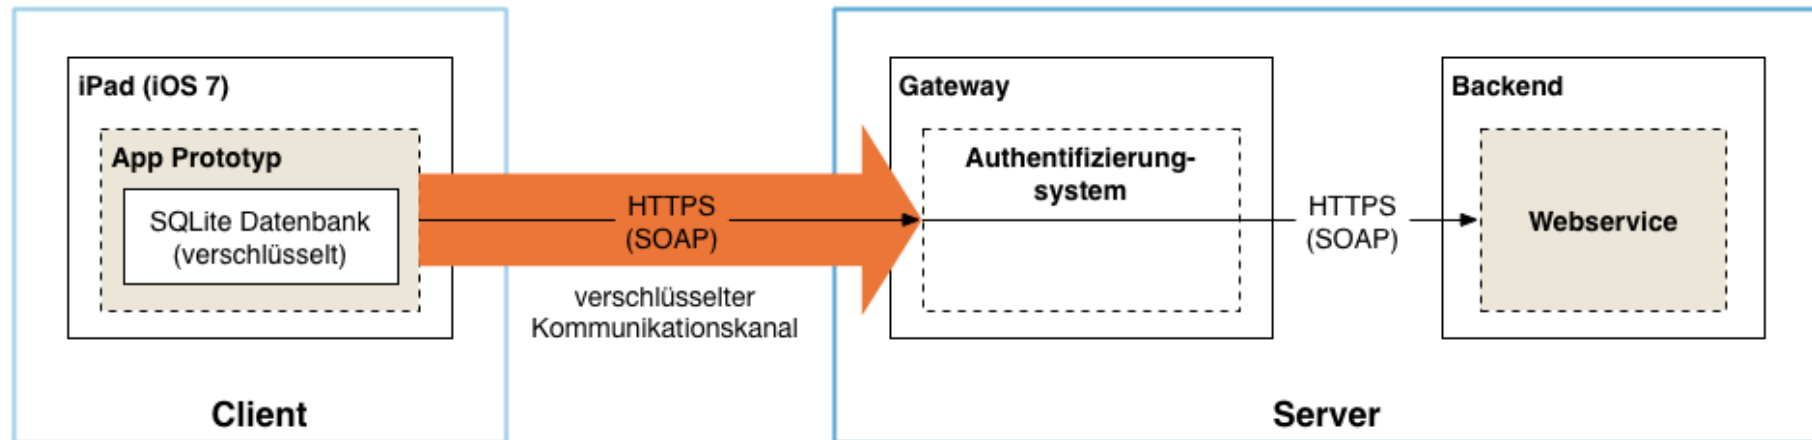 iPad (iOS 7)
App Prototyp
SQLite Datenbank
(verschlüsselt)
Client
HTTPS
(SOAP)
verschlüsselter
Kommunikationskanal
Gateway
Authentifizierung-
system
HTTPS
(SOAP)
Backend
Webservice
Server